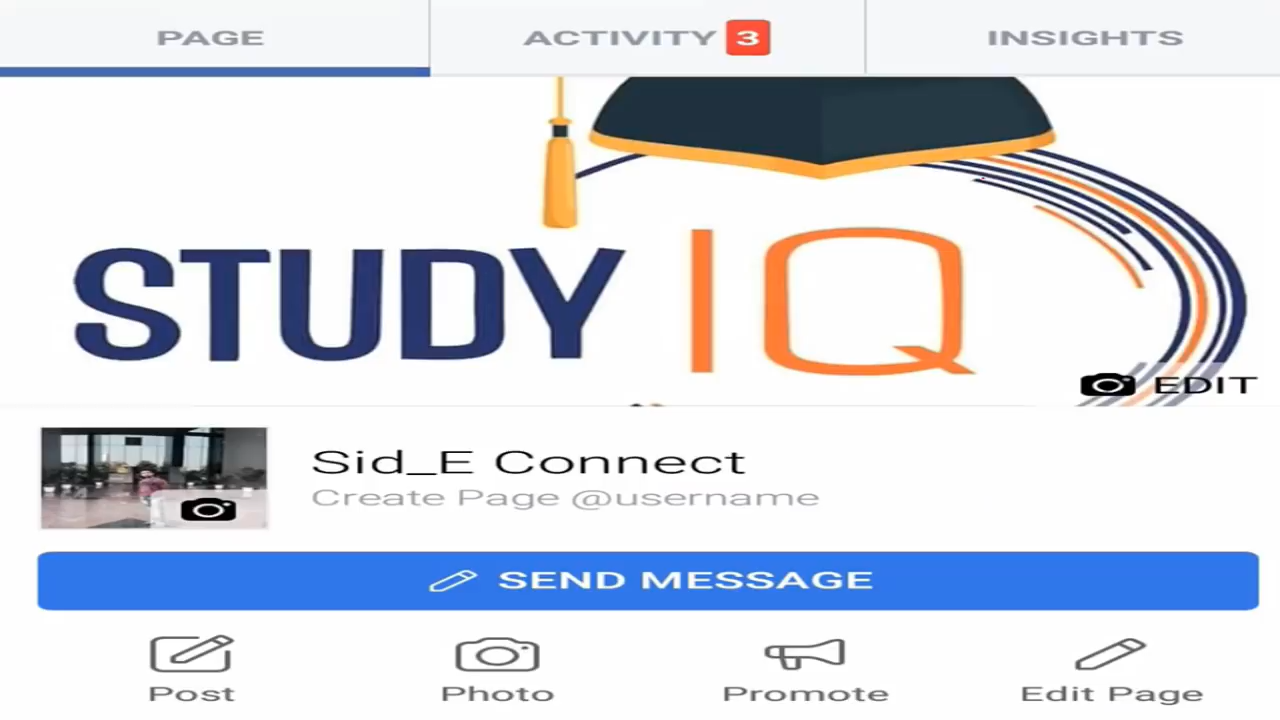 PAGE ACTIVITY 3 INSIGHTS
STUDY IQ
EDIT
Sid_E Connect
Create Page @username
SEND MESSAGE
Post Photo Promote Edit Page